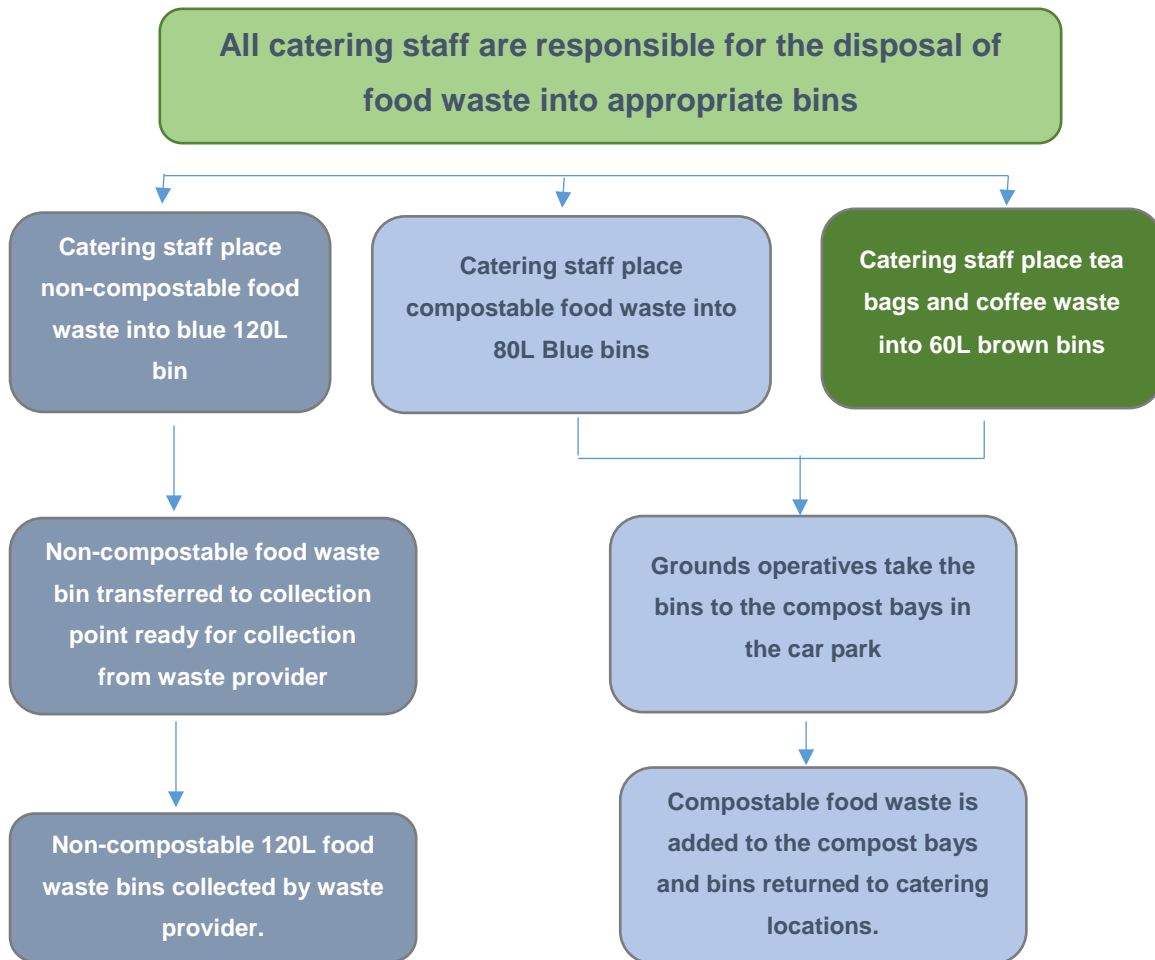 All catering staff are responsible for the disposal of
food waste into appropriate bins
Catering staff place
non-compostable food
waste into blue 120L
bin
Catering staff place
compostable food waste into
80L Blue bins
Catering staff place tea
bags and coffee waste
into 60L brown bins
Non-compostable food waste
bin transferred to collection
point ready for collection
from waste provider
Grounds operatives take the
bins to the compost bays in
the car park
Non-compostable 120L food
waste bins collected by waste
provider.
Compostable food waste is
added to the compost bays
and bins returned to catering
locations.